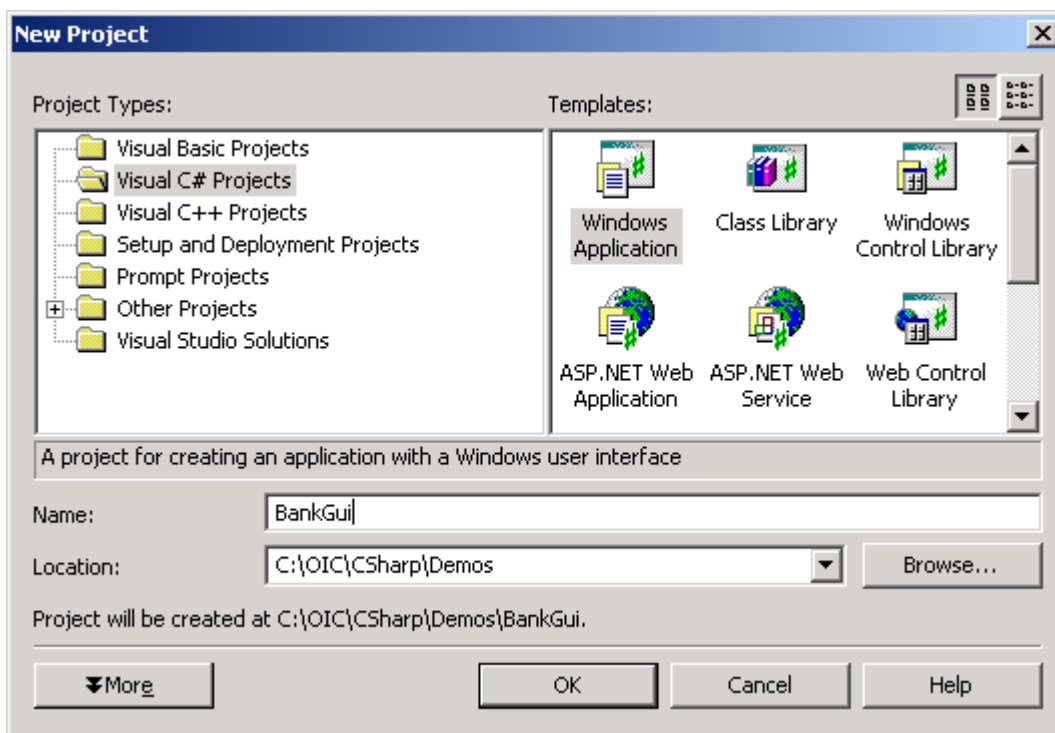 New Project
Project Types:
Templates:
Visual Basic Projects
Visual C# Projects
Visual C++ Projects
Setup and Deployment Projects
Prompt Projects
Other Projects
Visual Studio Solutions
Windows
Application
Class Library
Windows
Control Library
ASP.NET Web
Application
ASP.NET Web
Service
Web Control
Library
A project for creating an application with a Windows user interface
Name:
BankGui
Location:
C:\OIC\CSharp\Demos
Browse...
Project will be created at C:\OIC\CSharp\Demos\BankGui.
More
OK
Cancel
Help